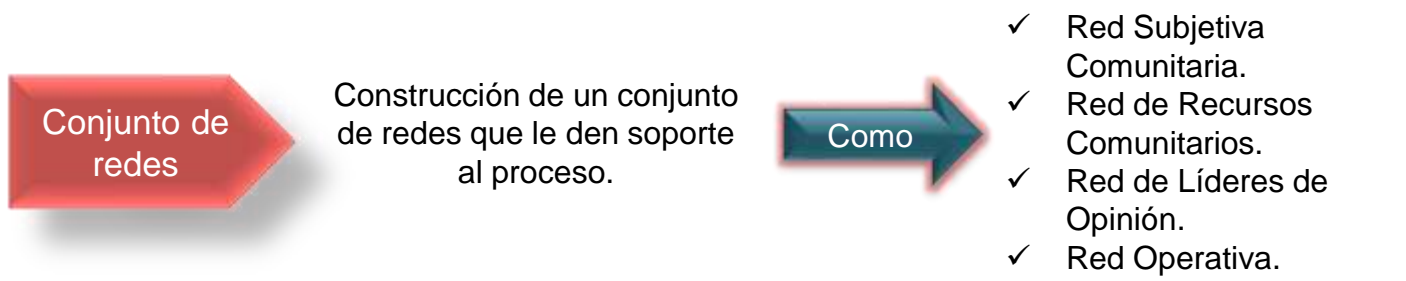 Conjunto de
redes
Construcción de un conjunto
de redes que le den soporte
al proceso.
Como
✓ Red Subjetiva
Comunitaria.
✓ Red de Recursos
Comunitarios.
✓ Red de Líderes de
Opinión.
✓ Red Operativa.